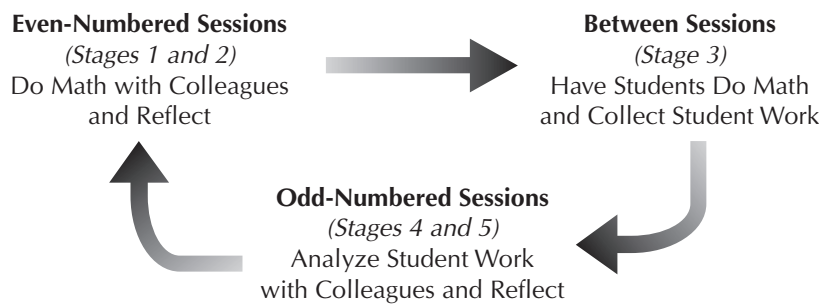 Even-Numbered Sessions
(Stages 1 and 2)
Do Math with Colleagues
and Reflect
Between Sessions
(Stage 3)
Have Students Do Math
and Collect Student Work
Odd-Numbered Sessions
(Stages 4 and 5)
Analyze Student Work
with Colleagues and Reflect